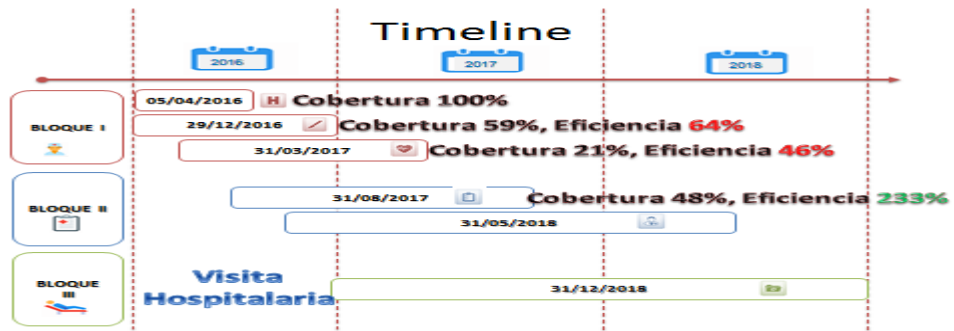 Timeline
2016
2017
2018
BLOQUE I
05/04/2016 H Cobertura 100%
29/12/2016 Cobertura 59%, Eficiencia 64%
31/03/2017 Cobertura 21%, Eficiencia 46%
BLOQUE II
31/08/2017 Cobertura 48%, Eficiencia 233%
31/05/2018
BLOQUE
III
Visita
Hospitalaria
31/12/2018